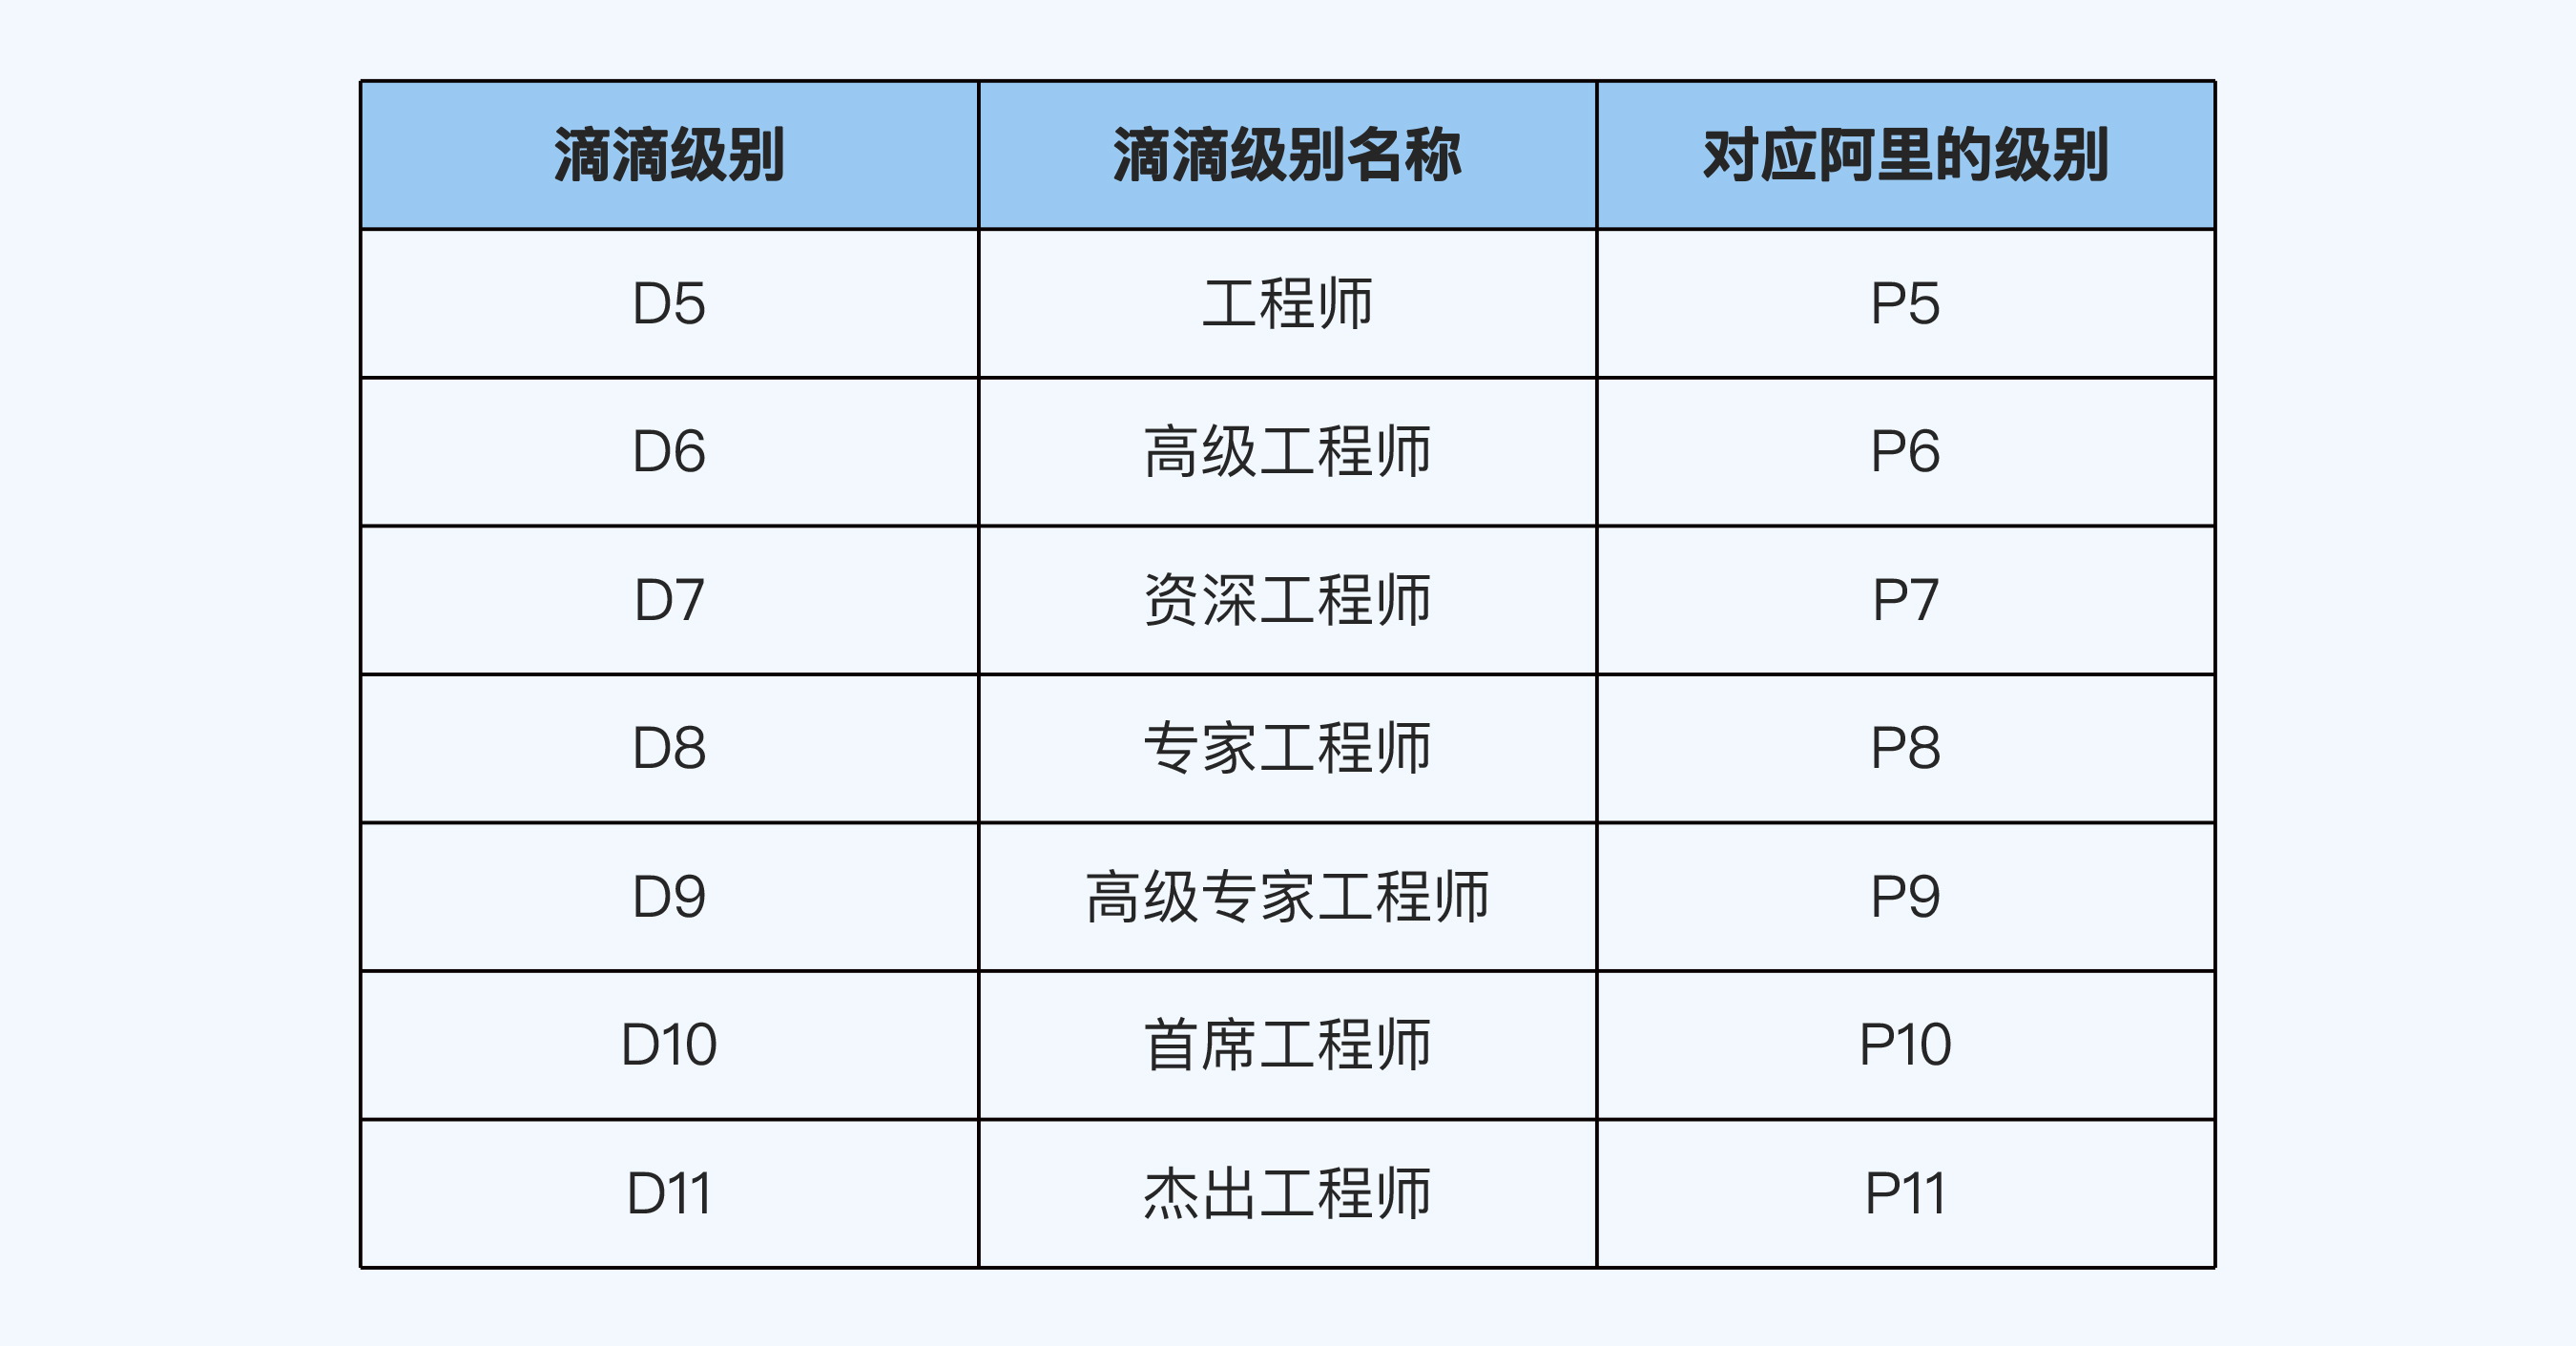 滴滴级别 滴滴级别名称 对应阿里的级别
D5 工程师 P5
D6 高级工程师 P6
D7 资深工程师 P7
D8 专家工程师 P8
D9 高级专家工程师 P9
D10 首席工程师 P10
D11 杰出工程师 P11